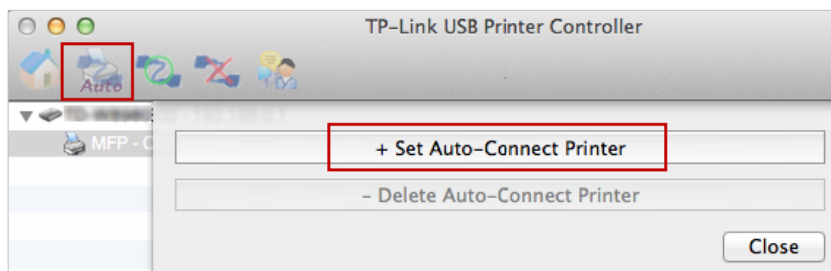 TP-Link USB Printer Controller
Auto
MFP - C
+ Set Auto-Connect Printer
- Delete Auto-Connect Printer
Close